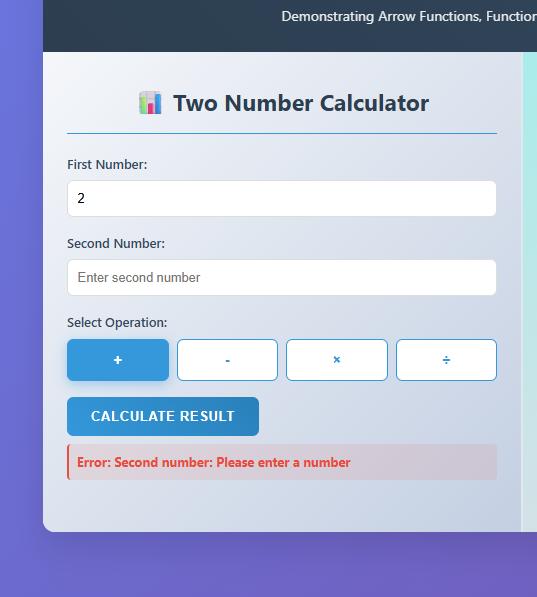 Demonstrating Arrow Functions, Function
Two Number Calculator
First Number:
2
Second Number:
Enter second number
Select Operation:
+ - × ÷
CALCULATE RESULT
Error: Second number: Please enter a number